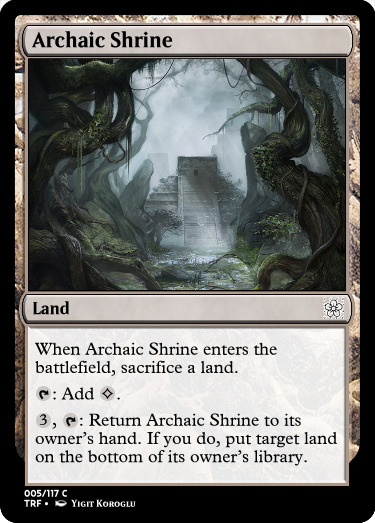 Archaic Shrine
Land
When Archaic Shrine enters the
battlefield, sacrifice a land.
: Add .
3, : Return Archaic Shrine to its
owner's hand. If you do, put target land
on the bottom of its owner's library.
005/117 C
TRF • Yigit Koroglu